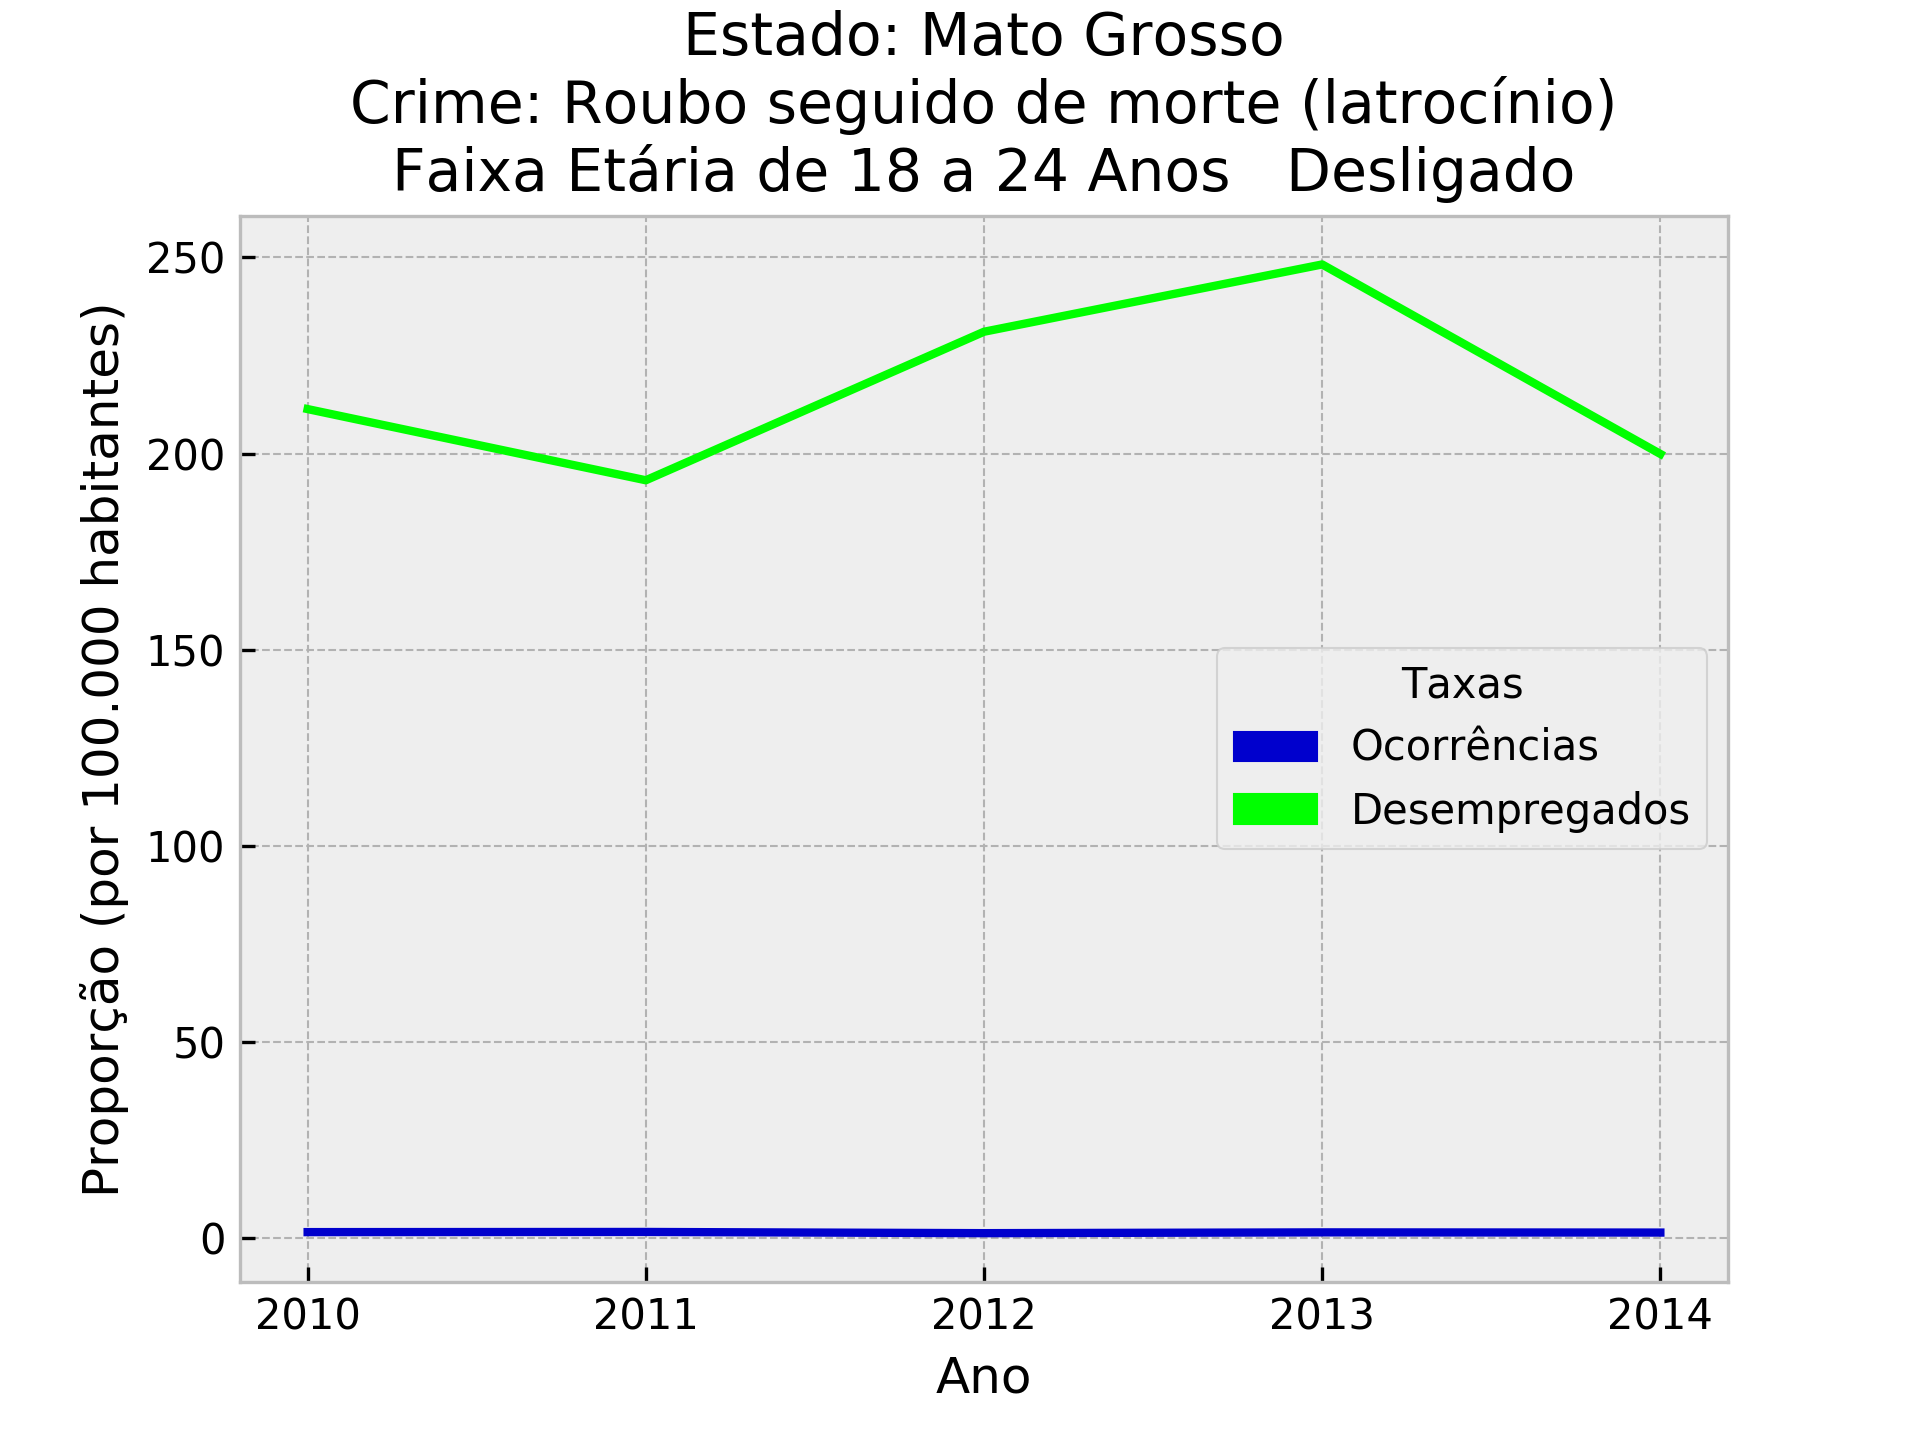 Estado: Mato Grosso
Crime: Roubo seguido de morte (latrocínio)
Faixa Etária de 18 a 24 Anos   Desligado
Proporção (por 100.000 habitantes)
250
200
150
100
50
0
Taxas
Ocorrências
Desempregados
2010 2011 2012 2013 2014
Ano